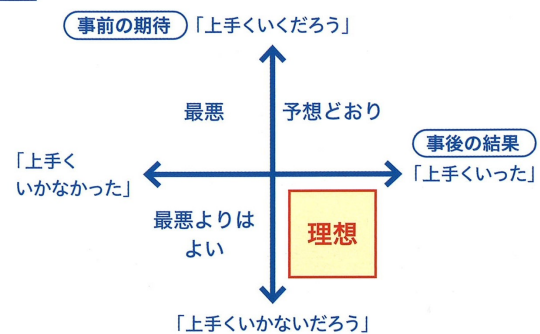 事前の期待 「上手くいくだろう」
最悪 予想どおり
事後の結果
「上手くいった」
「上手く
いかなかった」
最悪よりは
よい
理想
「上手くいかないだろう」